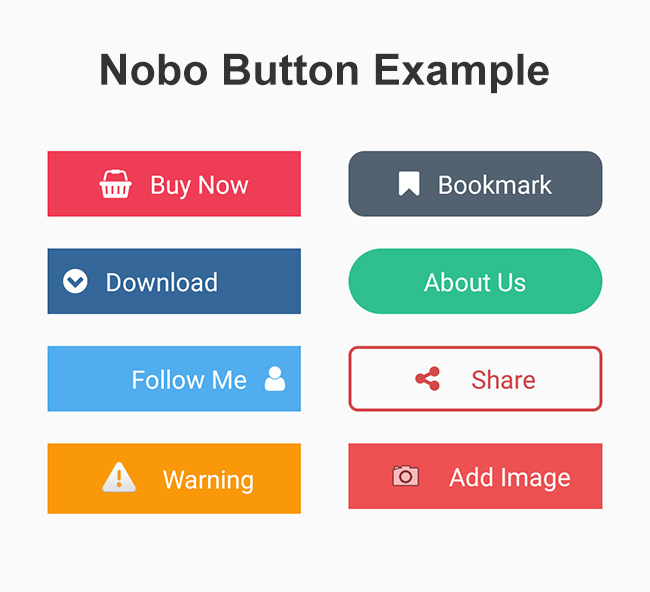 Nobo Button Example
Buy Now
Bookmark
Download
About Us
Follow Me
Share
Warning
Add Image